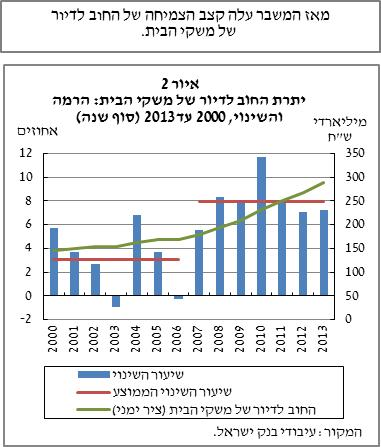 מאז המשבר עלה קצב הצמיחה של החוב לדיור
של משקי הבית.
איור 2
יתרת החוב לדיור של משקי הבית: הרמה
והשינוי, 2000 עד 2013 (סוף שנה)
אחוזים
מיליארדי
ש"ח
12
10
8
6
4
2
0
-2
350
300
250
200
150
100
50
0
2000
2001
2002
2003
2004
2005
2006
2007
2008
2009
2010
2011
2012
2013
שיעור השינוי
שיעור השינוי הממוצע
החוב לדיור של משקי הבית (ציר ימני)
המקור: עיבודי בנק ישראל.